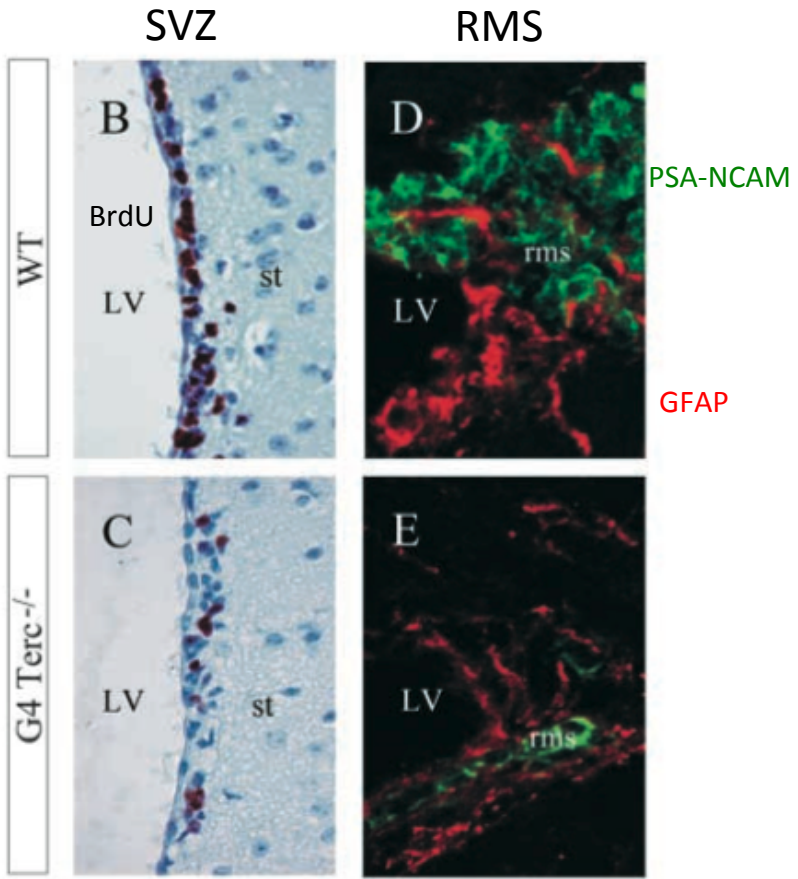 SVZ
RMS
WT
B
BrdU
LV
st
D
rms
LV
PSA-NCAM
GFAP
G4 Terc-/-
C
LV
st
E
LV
rms